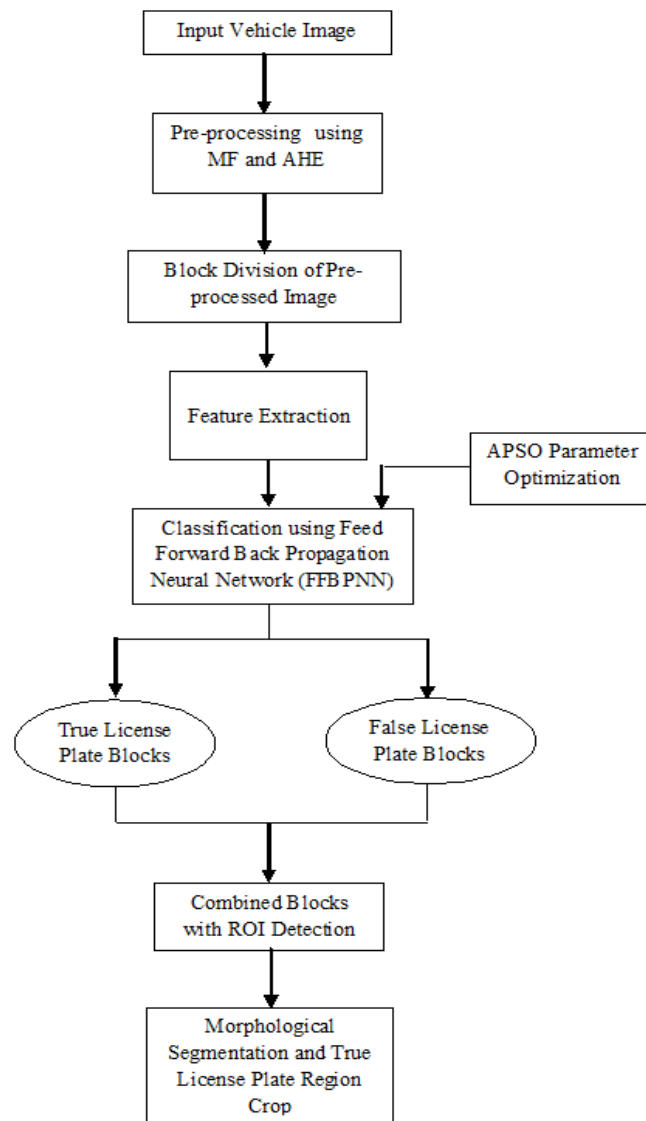 Input Vehicle Image
Pre-processing using
MF and AHE
Block Division of Pre-
processed Image
Feature Extraction
APSO Parameter
Optimization
Classification using Feed
Forward Back Propagation
Neural Network (FFBPNN)
True License
Plate Blocks
False License
Plate Blocks
Combined Blocks
with ROI Detection
Morphological
Segmentation and True
License Plate Region
Crop